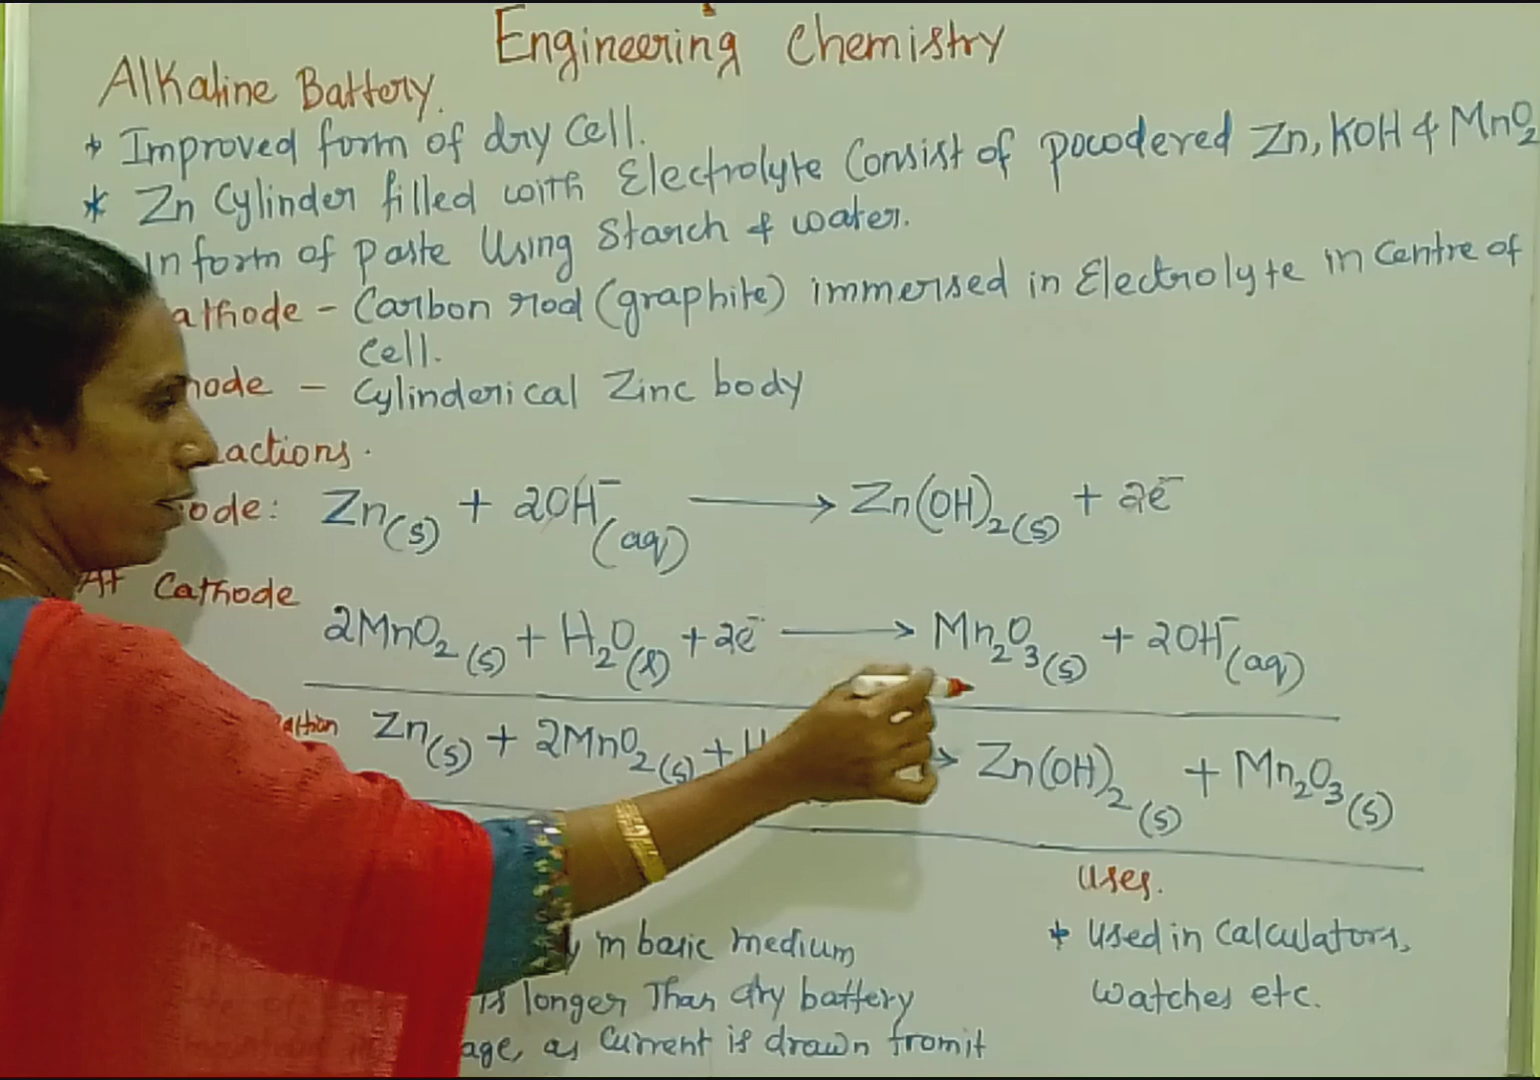 Engineering Chemistry
Alkaline Battery.
* Improved form of dry Cell.
* Zn Cylinder filled with Electrolyte Consist of powdered Zn, KOH & MnO2
In form of paste Using Starch & water.
athode - Carbon rod (graphite) immersed in Electrolyte in Centre of
Cell.
node - Cylinderical Zinc body
actions.
ode: Zn(s) + 2OH⁻(aq) ⟶ Zn(OH)2(s) + 2e⁻
At Cathode
2MnO2(s) + H2O(l) + 2e⁻ ⟶ Mn2O3(s) + 2OH⁻(aq)
Zn(s) + 2MnO2(s) + H → Zn(OH)2(s) + Mn2O3(s)
Uses.
in basic medium
* Used in Calculators,
is longer Than dry battery
Watches etc.
age, as Current is drawn from it